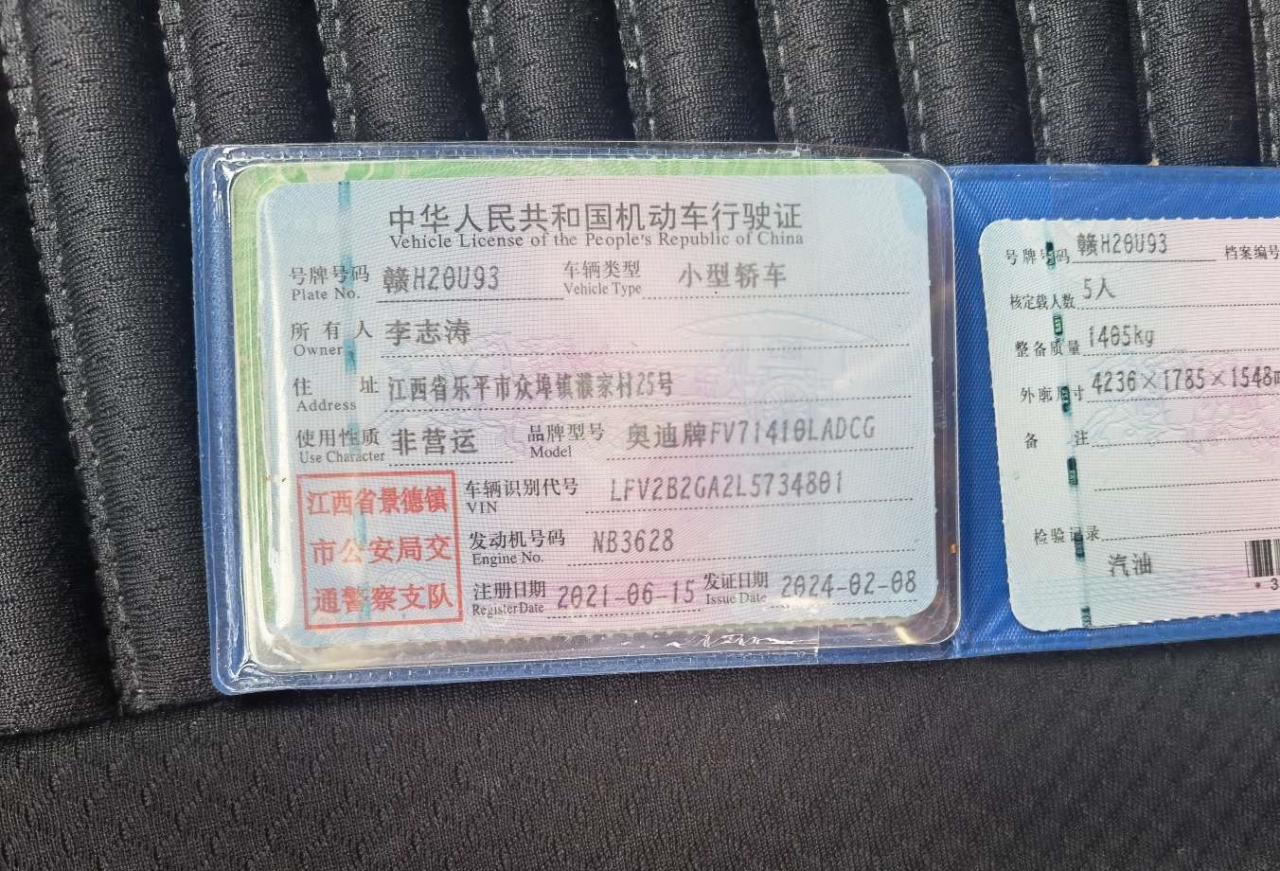 中华人民共和国机动车行驶证
Vehicle License of the People's Republic of China
号牌号码 赣H20U93 车辆类型 小型轿车
Plate No. Vehicle Type
所有人 李志涛
Owner
住址 江西省乐平市众埠镇濮家村25号
Address
使用性质 非营运 品牌型号 奥迪牌FV71410LADCG
Use Character Model
江西省景德镇
市公安局交
通警察支队
车辆识别代号 LFV2B2GA2L5734801
VIN
发动机号码 NB3628
Engine No.
注册日期 2021-06-15 发证日期 2024-02-08
Register Date Issue Date
号牌号码 赣H20U93 档案编号
核定载人数 5人
整备质量 1405kg
外廓尺寸 4236×1785×1548m
备注
检验记录
汽油
*3